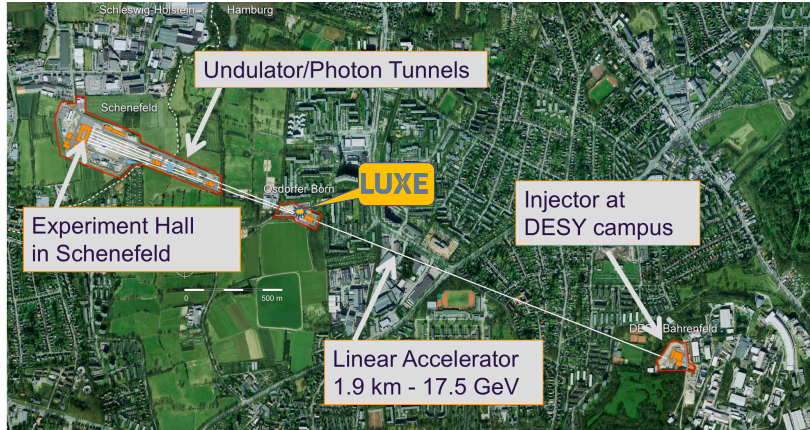 Schleswig-Holstein
Hamburg
Undulator/Photon Tunnels
Schenefeld
Osdorfer Born
LUXE
Experiment Hall
in Schenefeld
Injector at
DESY campus
0
500 m
DESY-Bahrenfeld
Linear Accelerator
1.9 km - 17.5 GeV